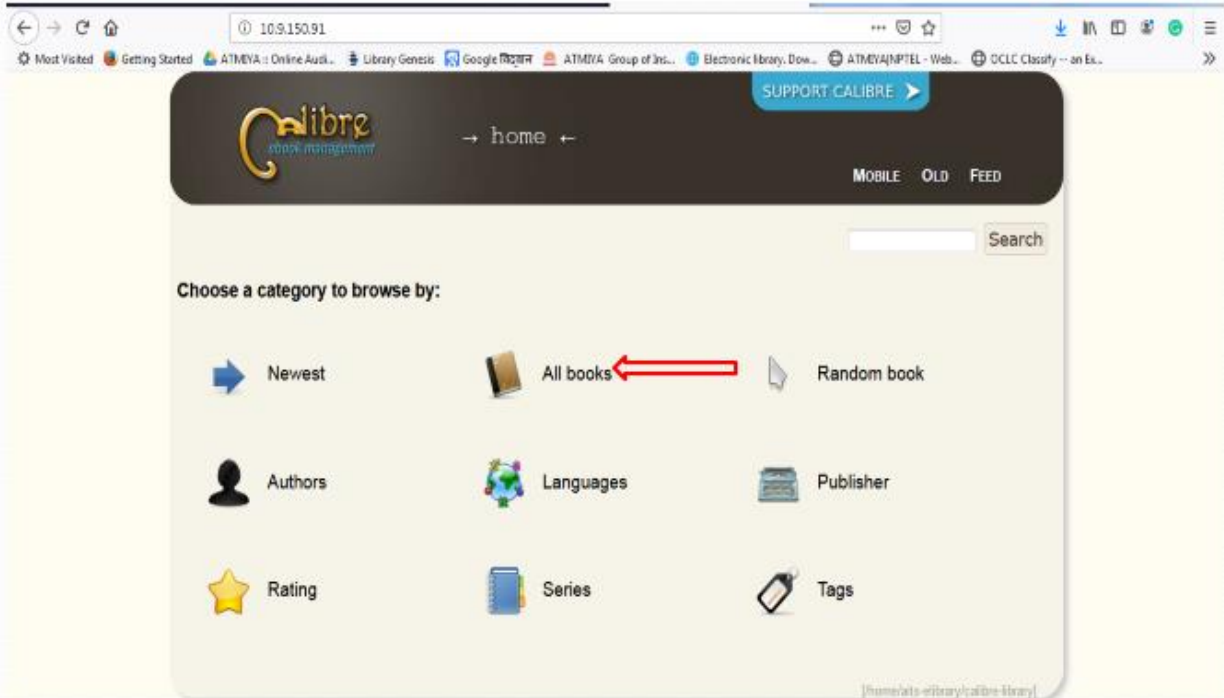 10.9.150.91
Most Visited Getting Started ATMIYA :: Online Audi... Library Genesis Google विद्वान ATMIYA Group of Ins... Electronic library. Dow... ATMIYA|NPTEL - Web... OCLC Classify -- an Ex...
SUPPORT CALIBRE
Calibre
ebook management
→ home ←
MOBILE OLD FEED
Search
Choose a category to browse by:
Newest All books Random book
Authors Languages Publisher
Rating Series Tags
[/home/aits-elibrary/calibre-library]